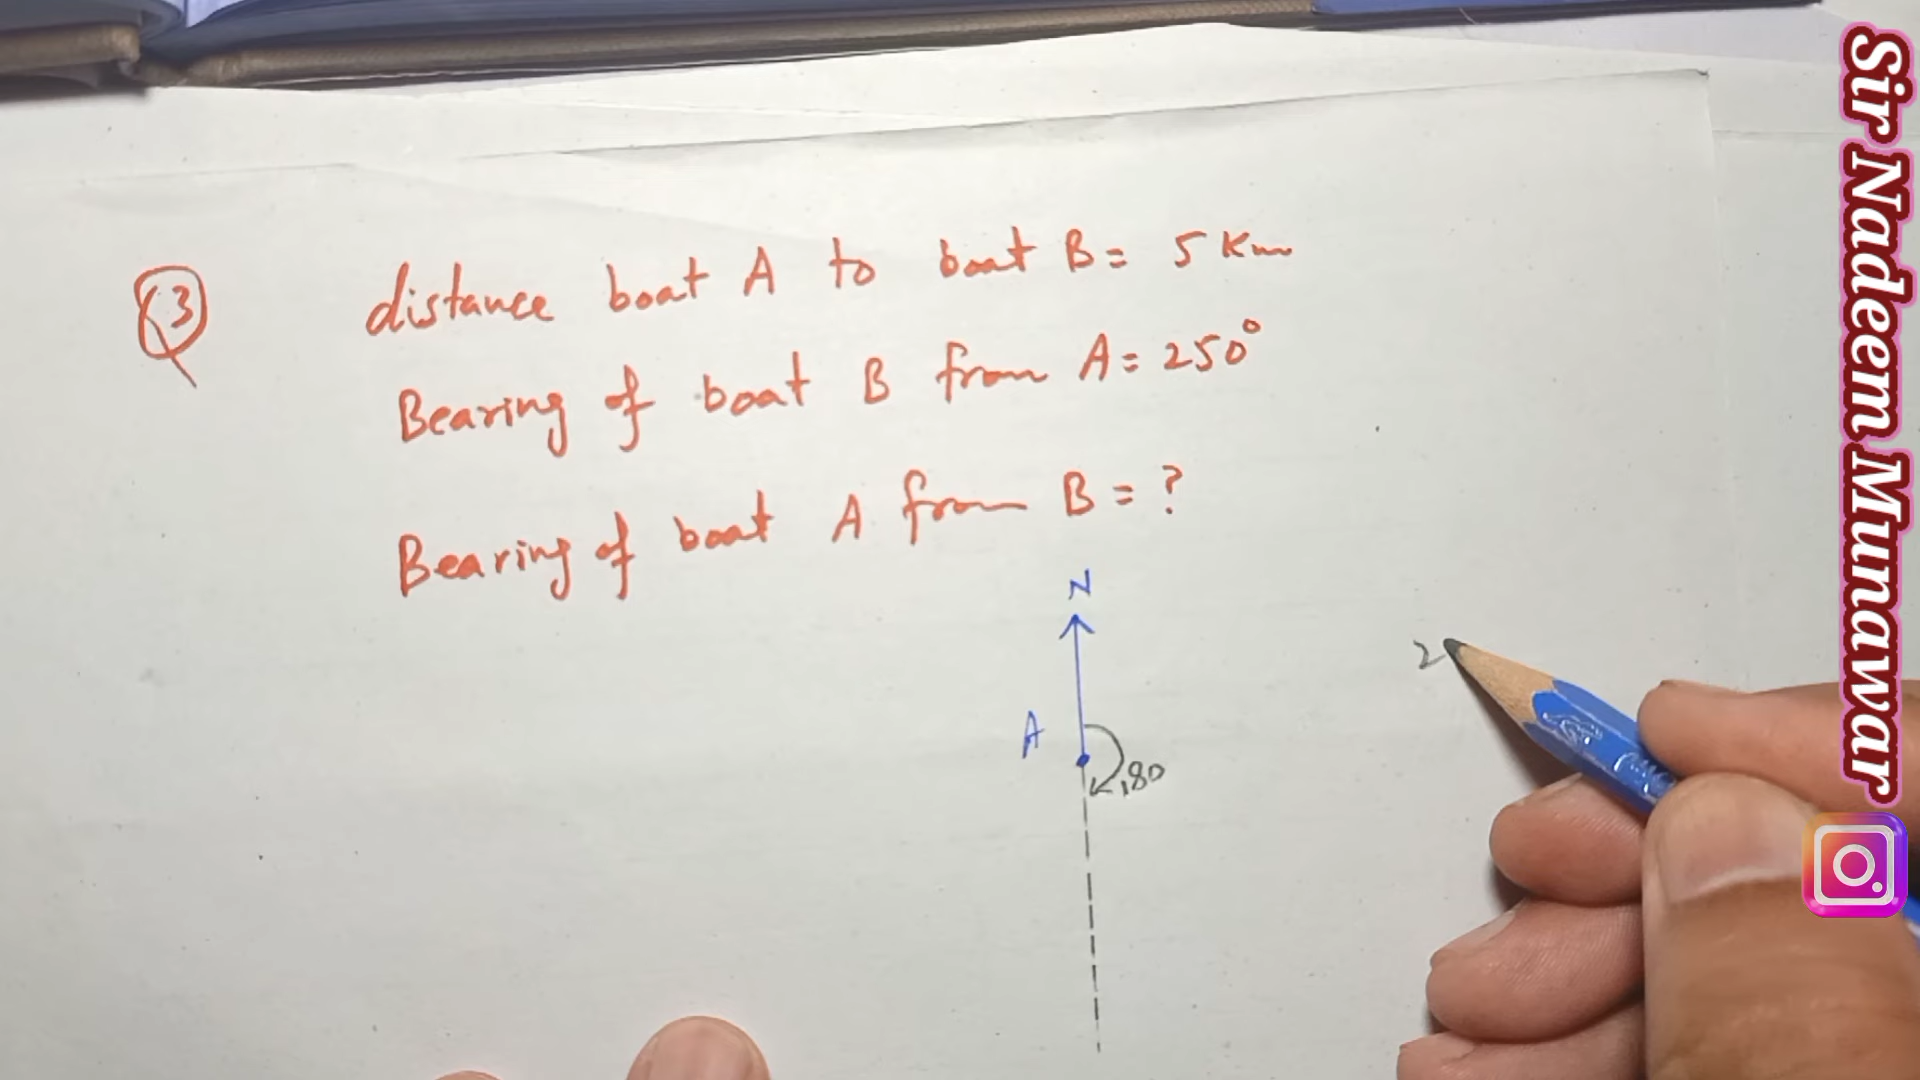 Q3 distance boat A to boat B = 5 Km
Bearing of boat B from A = 250°
Bearing of boat A from B = ?
N
A
180
2
Sir Nadeem Munawar